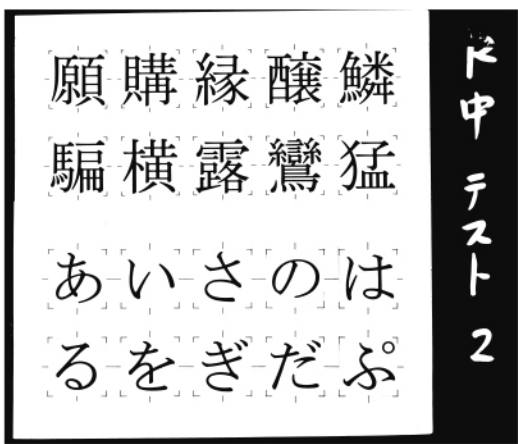 願購縁醸鱗
騙横露鸞猛
あいさのは
るをぎだぷ
中 テスト 2